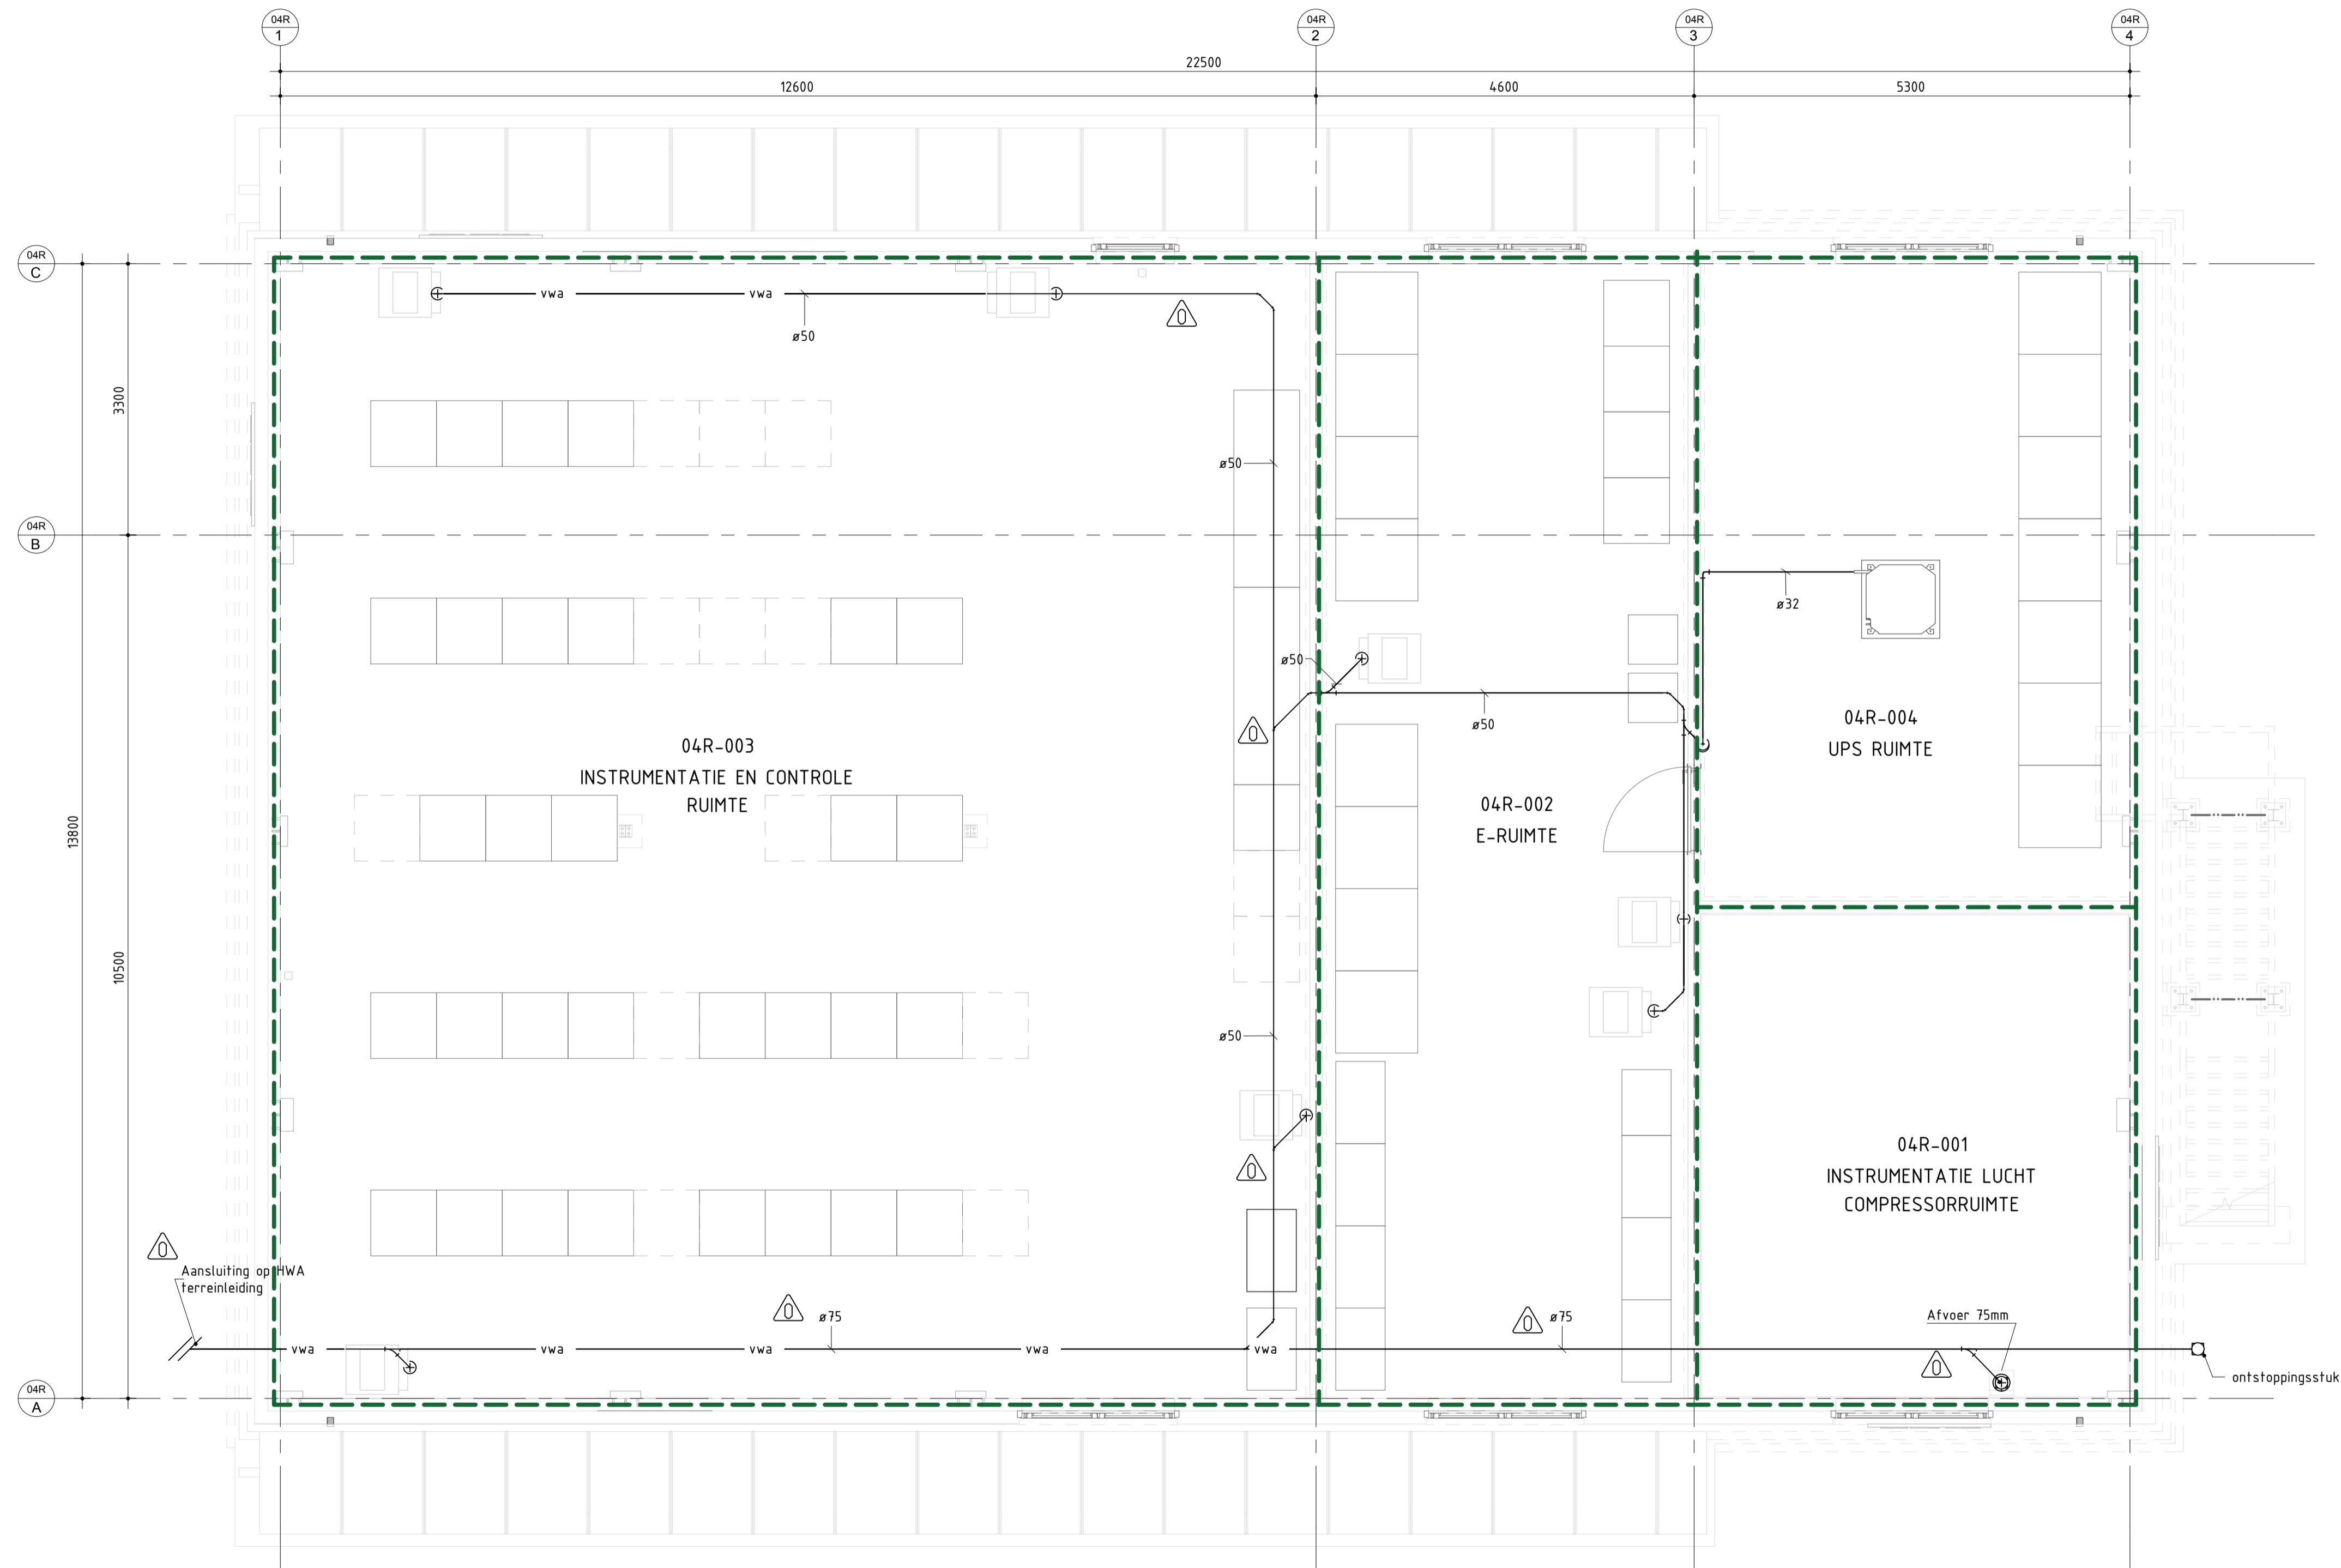 04R
1
04R
2
04R
3
04R
4
22500
12600
4600
5300
04R
C
vwa
vwa
0
ø50
3300
ø50
04R
B
ø32
ø50
ø50
0
04R-003
INSTRUMENTATIE EN CONTROLE
RUIMTE
04R-004
UPS RUIMTE
04R-002
E-RUIMTE
13800
10500
ø50
0
04R-001
INSTRUMENTATIE LUCHT
COMPRESSORRUIMTE
0
Aansluiting op HWA
terreinleiding
0
ø75
0
ø75
Afvoer 75mm
vwa
vwa
vwa
vwa
vwa
0
ontstoppingsstuk
04R
A